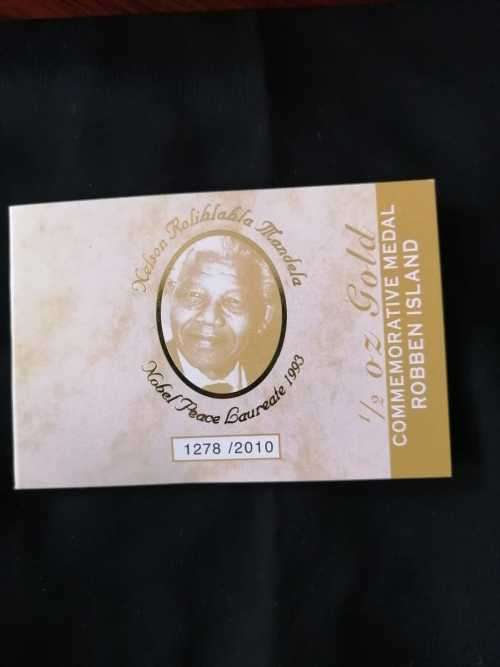 Nelson Rolihlahla Mandela
Nobel Peace Laureate 1993
1278 /2010
½ oz Gold
COMMEMORATIVE MEDAL
ROBBEN ISLAND